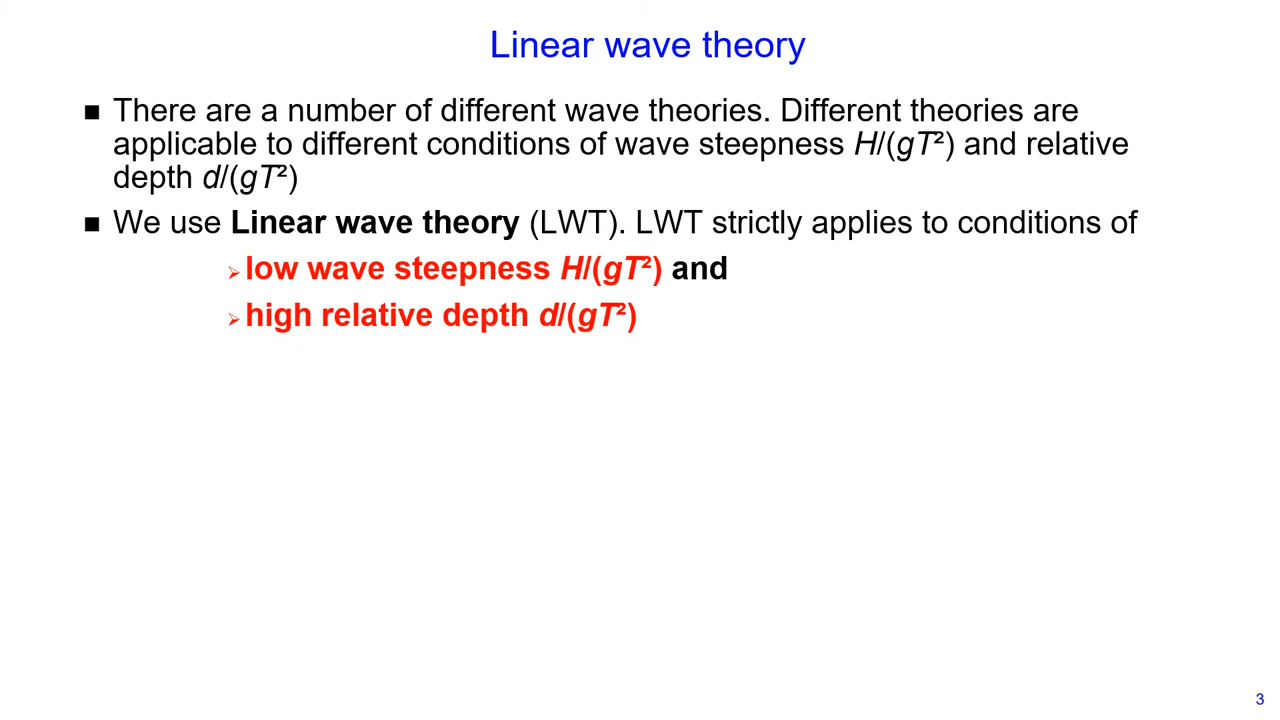 Linear wave theory
■ There are a number of different wave theories. Different theories are
applicable to different conditions of wave steepness H/(gT²) and relative
depth d/(gT²)
■ We use Linear wave theory (LWT). LWT strictly applies to conditions of
➢ low wave steepness H/(gT²) and
➢ high relative depth d/(gT²)
3